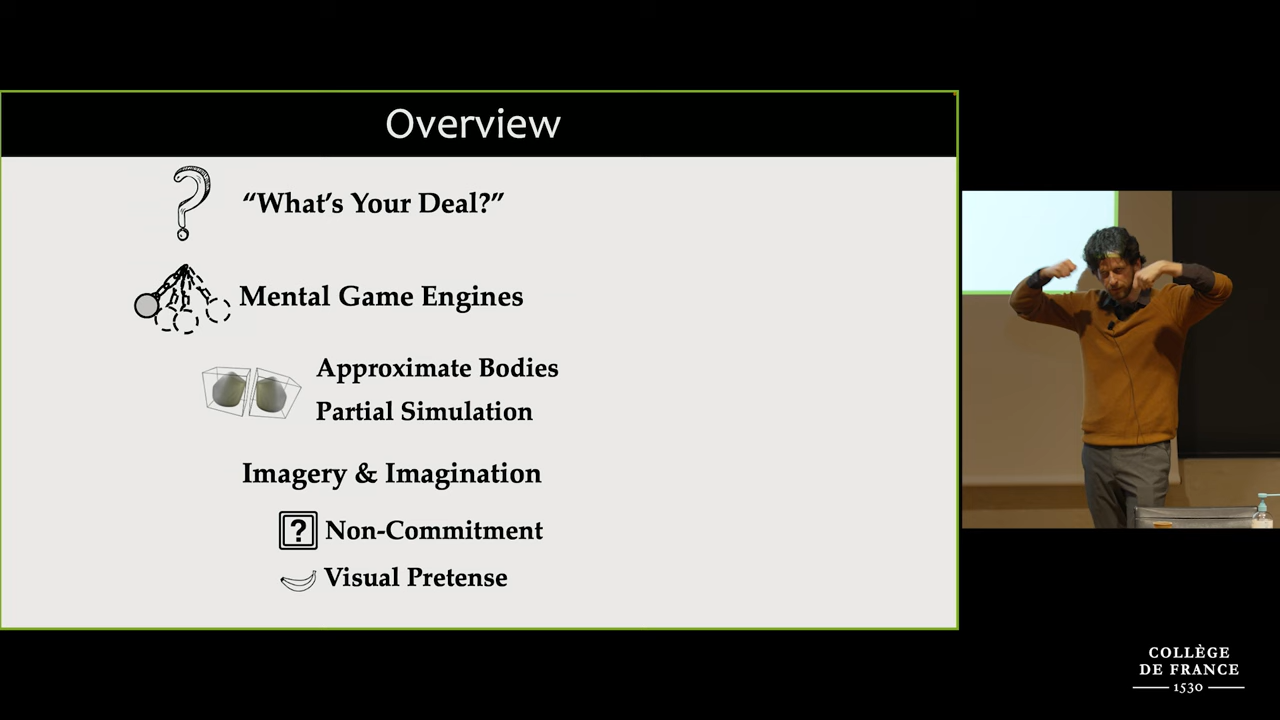 Overview
“What’s Your Deal?”
Mental Game Engines
Approximate Bodies
Partial Simulation
Imagery & Imagination
? Non-Commitment
Visual Pretense
COLLÈGE
DE FRANCE
1530